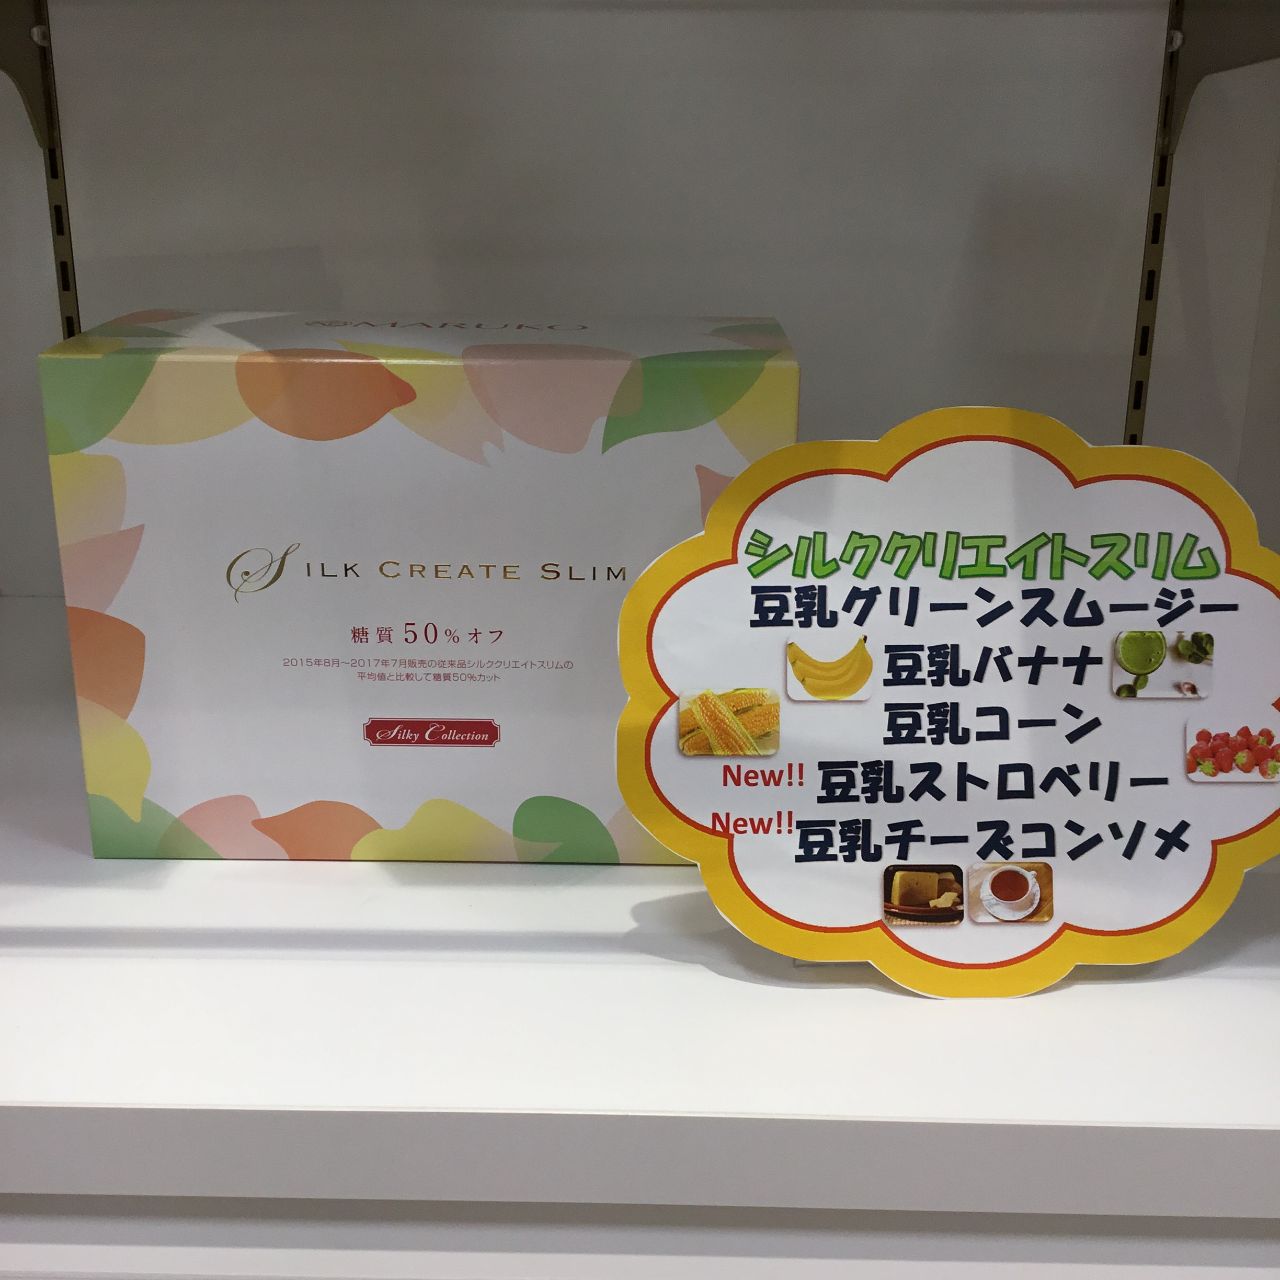 MARUKO
SILK CREATE SLIM
糖質50%オフ
2015年8月〜2017年7月販売の従来品シルククリエイトスリムの
平均値と比較して糖質50%カット
Silky Collection
シルククリエイトスリム
豆乳グリーンスムージー
豆乳バナナ
豆乳コーン
New!! 豆乳ストロベリー
New!! 豆乳チーズコンソメ